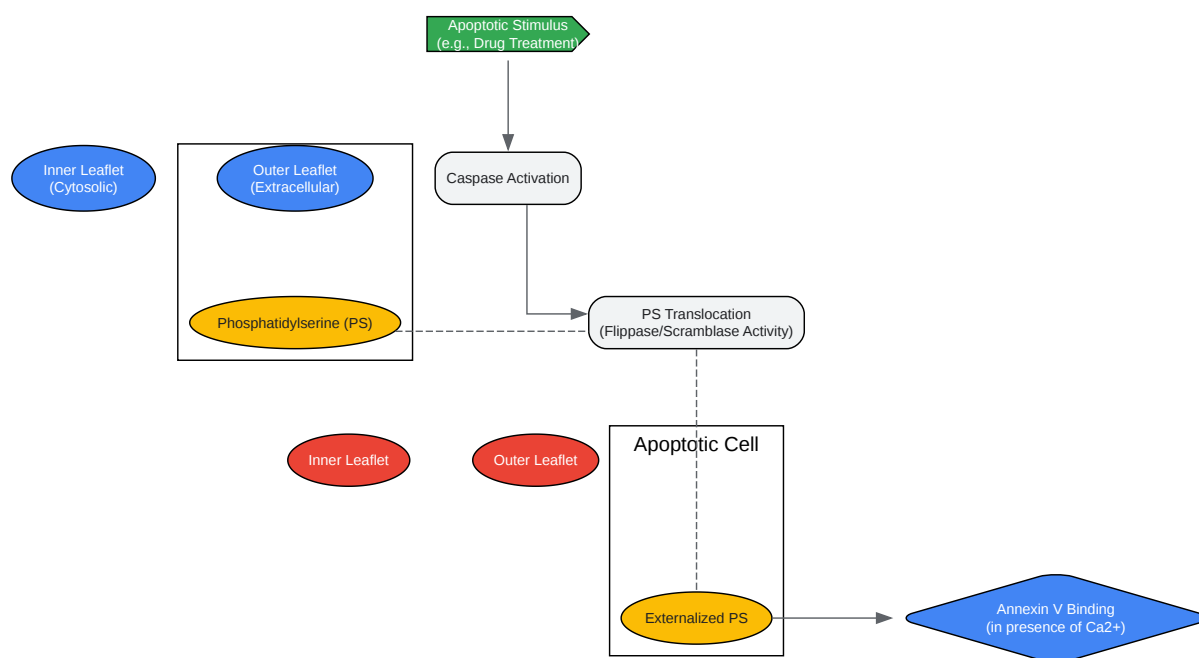 Apoptotic Stimulus
(e.g., Drug Treatment)
Inner Leaflet
(Cytosolic)
Outer Leaflet
(Extracellular)
Caspase Activation
Phosphatidylserine (PS)
PS Translocation
(Flippase/Scramblase Activity)
Apoptotic Cell
Inner Leaflet
Outer Leaflet
Externalized PS
Annexin V Binding
(in presence of Ca2+)